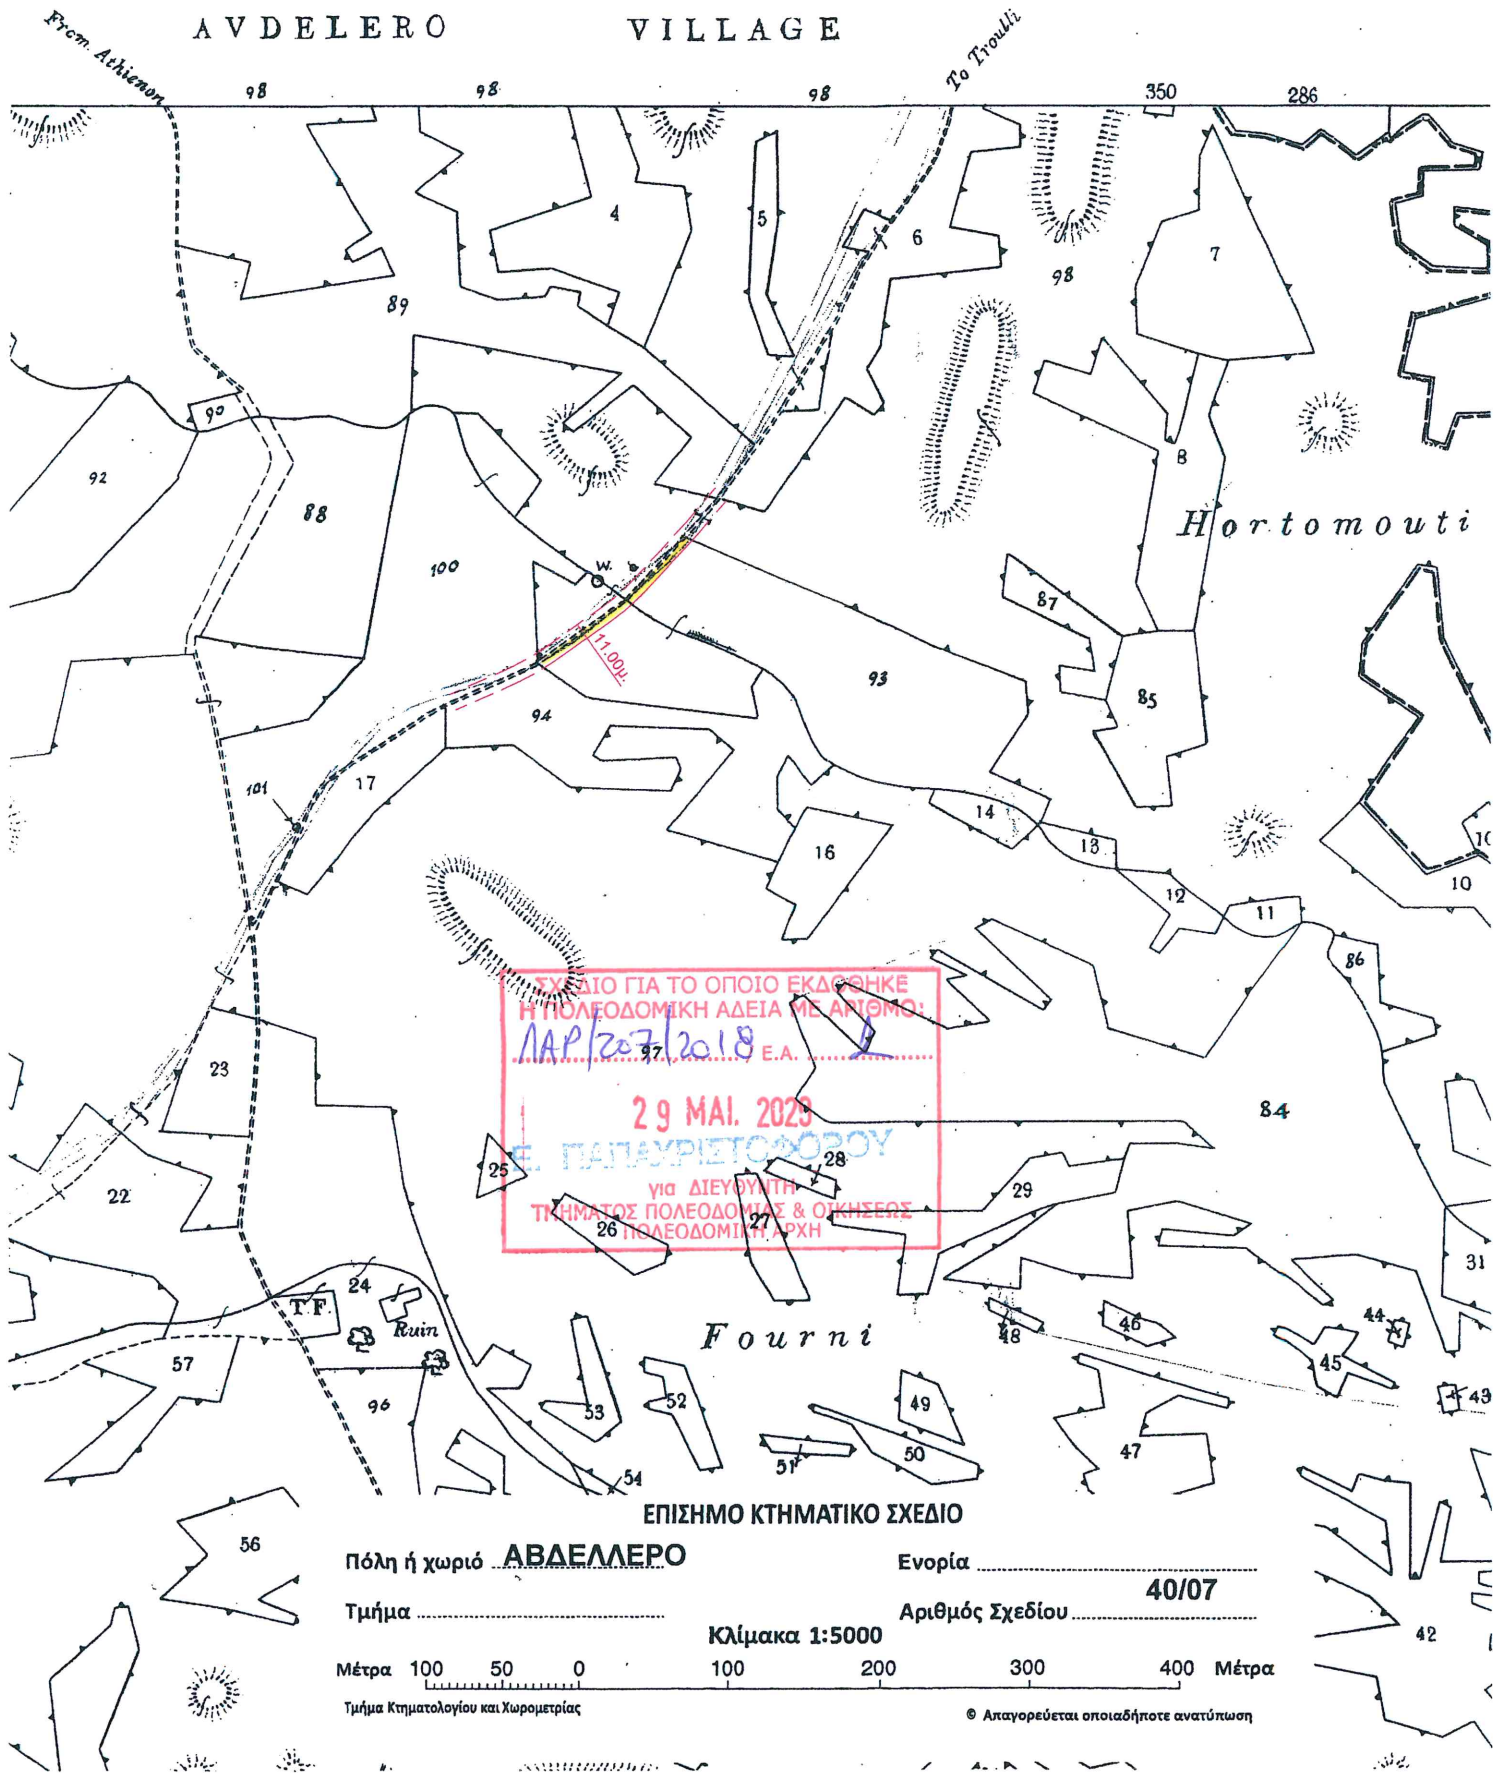 AVDELERO VILLAGE
From Athienon
To Troubli
98 98 98 350 286
4
5
6
7
98
89
90
92
88
B
Hortomouti
100
W.
87
11.00μ.
93
85
94
101
17
14
13
16
12
11
10
10
86
ΣΧΕΔΙΟ ΓΙΑ ΤΟ ΟΠΟΙΟ ΕΚΔΟΘΗΚΕ
Η ΠΟΛΕΟΔΟΜΙΚΗ ΑΔΕΙΑ ΜΕ ΑΡΙΘΜΟ:
ΛΑΡ/207/2018 Ε.Α. 1
97
23
29 ΜΑΙ. 2023
84
Ε. ΠΑΠΑΧΡΙΣΤΟΦΟΡΟΥ
25
28
για ΔΙΕΥΘΥΝΤΗ
22
29
ΤΜΗΜΑΤΟΣ ΠΟΛΕΟΔΟΜΙΑΣ & ΟΙΚΗΣΕΩΣ
26
27
ΠΟΛΕΟΔΟΜΙΚΗ ΑΡΧΗ
31
24
T.F.
Ruin
Fourni
48
46
44
45
57
43
96
53
52
49
50
51
47
54
ΕΠΙΣΗΜΟ ΚΤΗΜΑΤΙΚΟ ΣΧΕΔΙΟ
56
Πόλη ή χωριό ΑΒΔΕΛΛΕΡΟ
Ενορία
Τμήμα
Αριθμός Σχεδίου 40/07
Κλίμακα 1:5000
42
Μέτρα 100 50 0 100 200 300 400 Μέτρα
Τμήμα Κτηματολογίου και Χωρομετρίας
© Απαγορεύεται οποιαδήποτε ανατύπωση